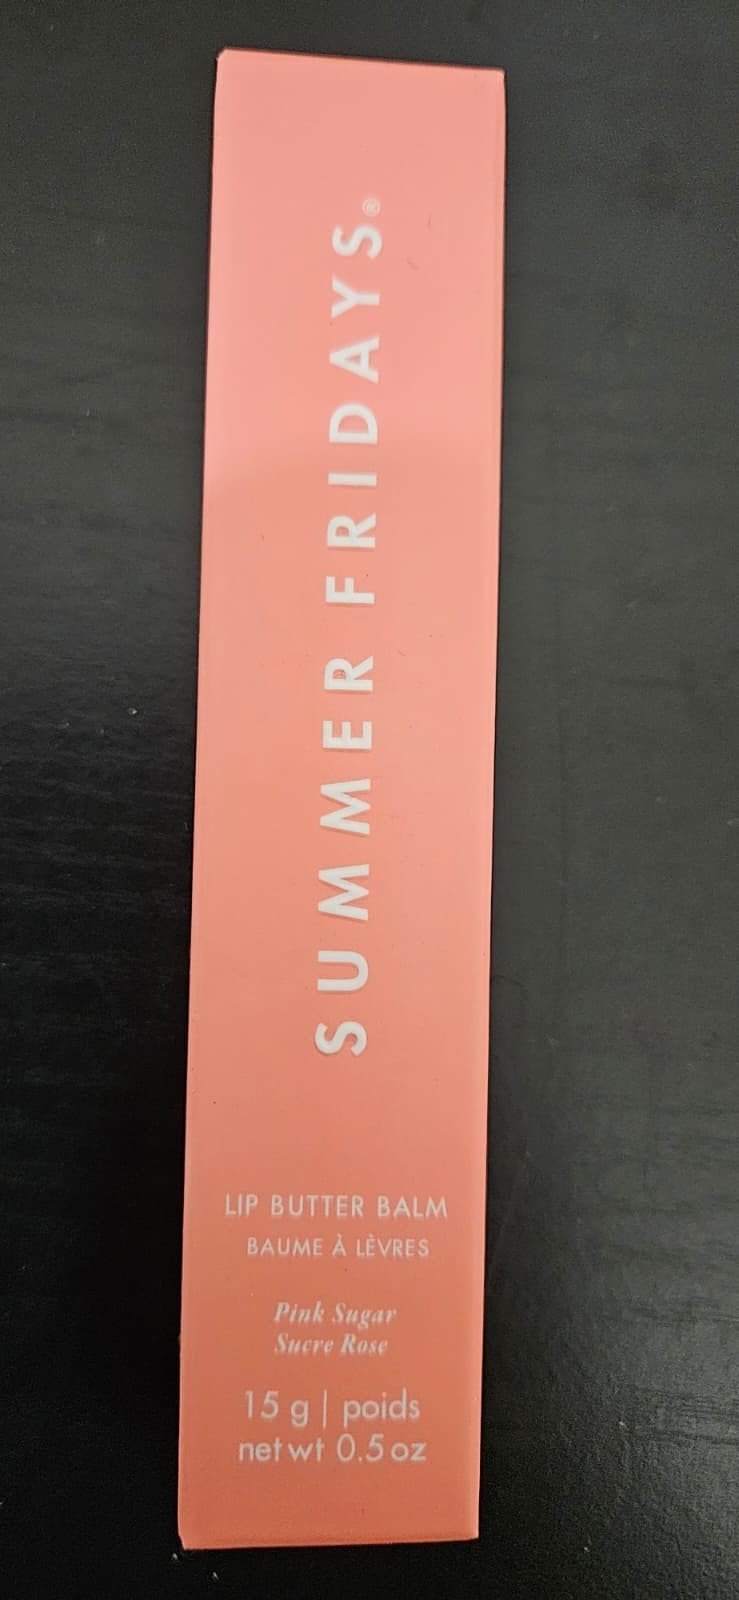 SUMMER FRIDAYS®
LIP BUTTER BALM
BAUME À LÈVRES
Pink Sugar
Sucre Rose
15 g | poids
net wt 0.5 oz